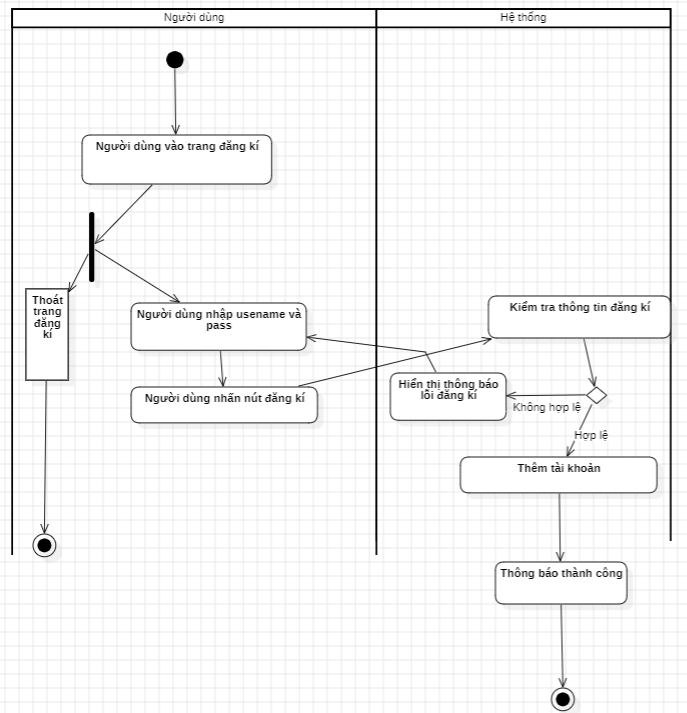 Người dùng
Hệ thống
Người dùng vào trang đăng kí
Thoát
trang
đăng
kí
Người dùng nhập usename và
pass
Kiểm tra thông tin đăng kí
Người dùng nhấn nút đăng kí
Hiển thị thông báo
lỗi đăng kí
Không hợp lệ
Hợp lệ
Thêm tài khoản
Thông báo thành công